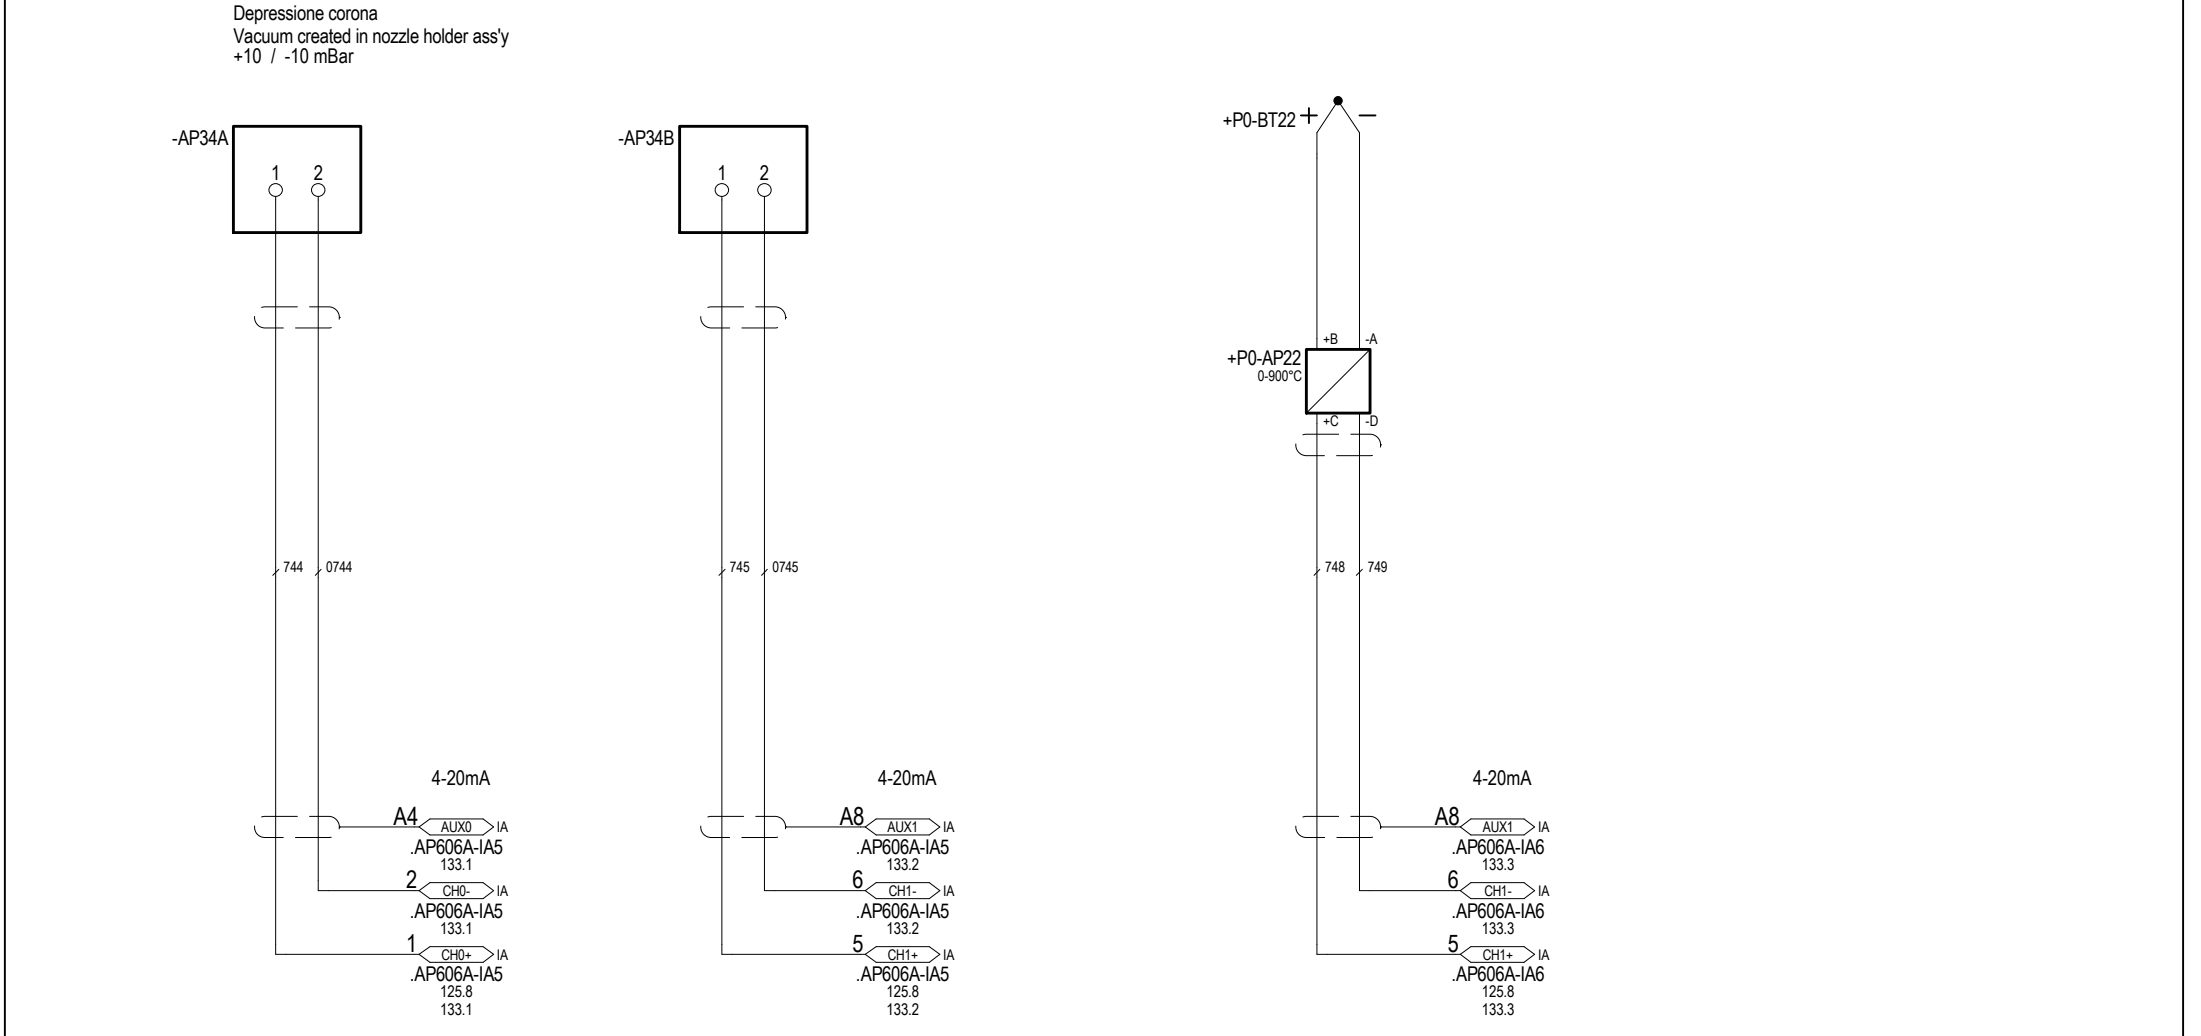 Depressione corona
Vacuum created in nozzle holder ass'y
+10 / -10 mBar
-AP34A
1 2
-AP34B
1 2
+P0-BT22 + −
+B -A
+P0-AP22
0-900°C
+C -D
744 0744
745 0745
748 749
4-20mA
A4 AUX0 IA
.AP606A-IA5
133.1
2 CH0- IA
.AP606A-IA5
133.1
1 CH0+ IA
.AP606A-IA5
125.8
133.1
4-20mA
A8 AUX1 IA
.AP606A-IA5
133.2
6 CH1- IA
.AP606A-IA5
133.2
5 CH1+ IA
.AP606A-IA5
125.8
133.2
4-20mA
A8 AUX1 IA
.AP606A-IA6
133.3
6 CH1- IA
.AP606A-IA6
133.3
5 CH1+ IA
.AP606A-IA6
125.8
133.3